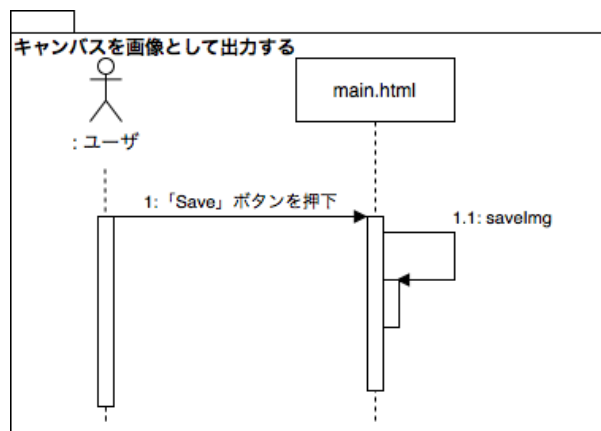 キャンバスを画像として出力する
main.html
: ユーザ
1:「Save」ボタンを押下
1.1: saveImg